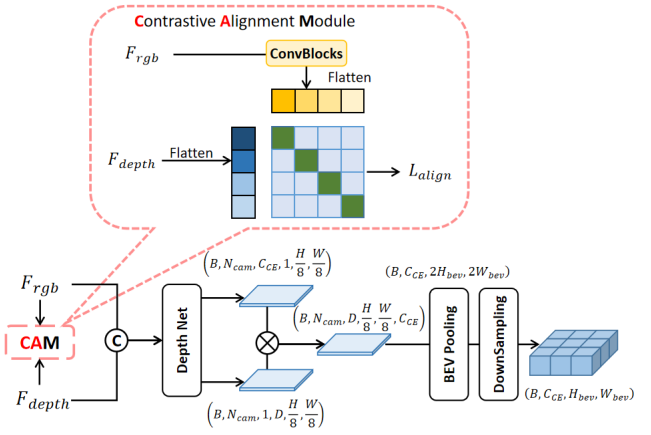 Contrastive Alignment Module
F_rgb
ConvBlocks
Flatten
F_depth
Flatten
L_align
(B, N_cam, C_CE, 1, H/8, W/8)
(B, C_CE, 2H_bev, 2W_bev)
F_rgb
(B, N_cam, D, H/8, W/8, C_CE)
CAM
C
Depth Net
BEV Pooling
DownSampling
F_depth
(B, N_cam, 1, D, H/8, W/8)
(B, C_CE, H_bev, W_bev)